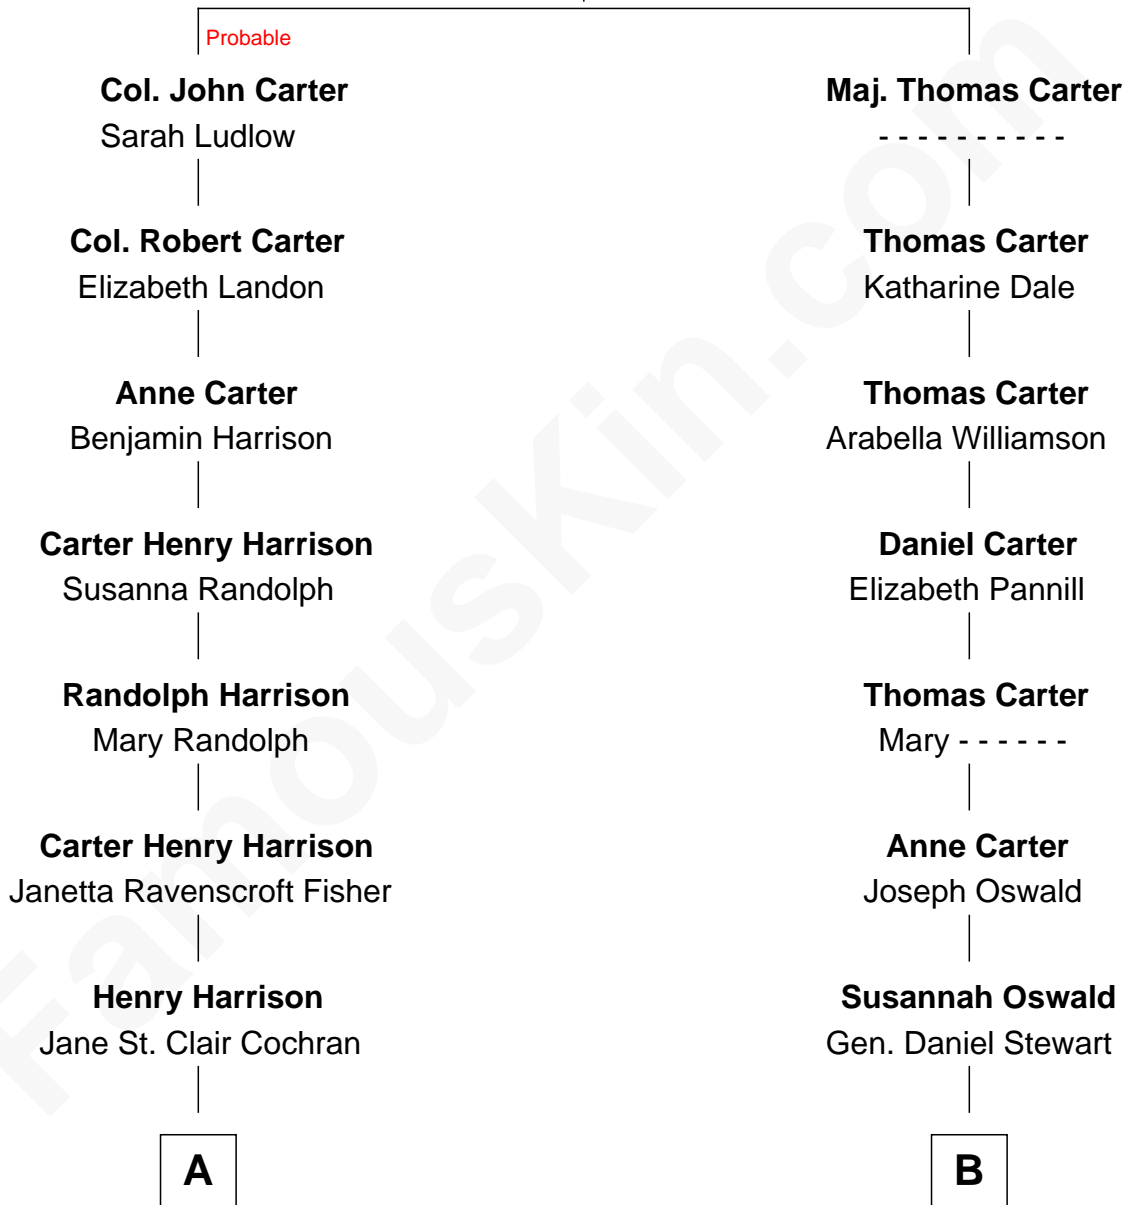 Probable
Col. John Carter
Sarah Ludlow
Maj. Thomas Carter
- - - - - - - - - -
Col. Robert Carter
Elizabeth Landon
Thomas Carter
Katharine Dale
Anne Carter
Benjamin Harrison
Thomas Carter
Arabella Williamson
Carter Henry Harrison
Susanna Randolph
Daniel Carter
Elizabeth Pannill
Randolph Harrison
Mary Randolph
Thomas Carter
Mary - - - - - -
Carter Henry Harrison
Janetta Ravenscroft Fisher
Anne Carter
Joseph Oswald
Henry Harrison
Jane St. Clair Cochran
Susannah Oswald
Gen. Daniel Stewart
A
B
FamousKin.com